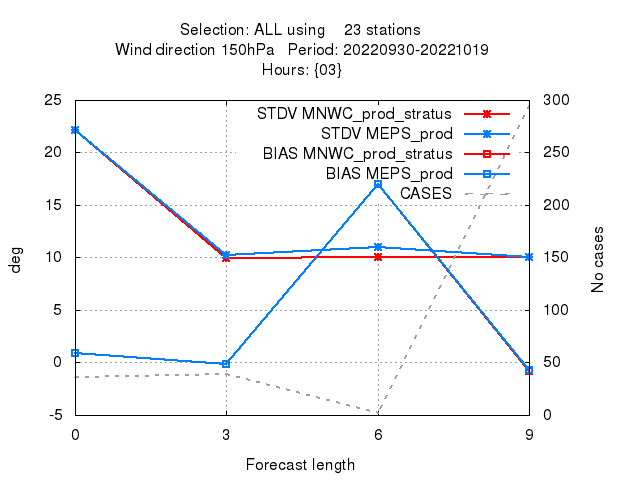 Selection: ALL using    23 stations
Wind direction 150hPa   Period: 20220930-20221019
Hours: {03}
25 300
STDV MNWC_prod_stratus
STDV MEPS_prod
20 250
BIAS MNWC_prod_stratus
BIAS MEPS_prod
CASES
15 200
10 150
deg
No cases
5 100
0 50
-5 0
0 3 6 9
Forecast length